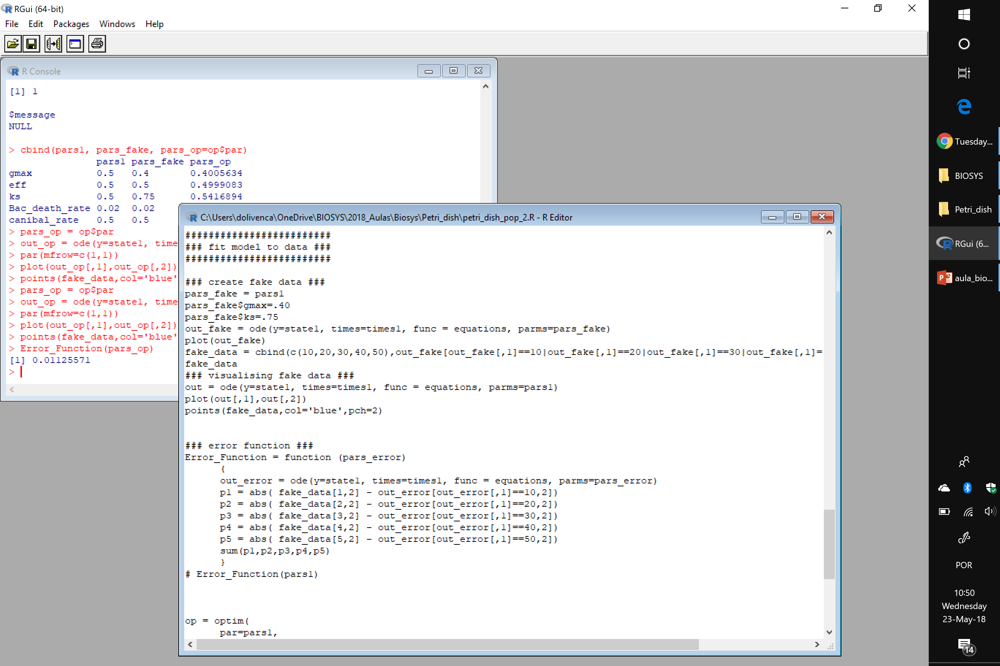 RGui (64-bit)
File Edit Packages Windows Help
R Console
[1] 1
$message
NULL
> cbind(pars1, pars_fake, pars_op=op$par)
pars1 pars_fake pars_op
gmax 0.5 0.4 0.4005634
eff 0.5 0.5 0.4999083
ks 0.5 0.75 0.5416894
Bac_death_rate 0.02 0.02
canibal_rate 0.5 0.5
> pars_op = op$par
> out_op = ode(y=state1, time
> par(mfrow=c(1,1))
> plot(out_op[,1],out_op[,2])
> points(fake_data,col='blue'
> pars_op = op$par
> out_op = ode(y=state1, time
> par(mfrow=c(1,1))
> plot(out_op[,1],out_op[,2])
> points(fake_data,col='blue'
> Error_Function(pars_op)
[1] 0.01125571
>
C:\Users\dolivenca\OneDrive\BIOSYS\2018_Aulas\Biosys\Petri_dish\petri_dish_pop_2.R - R Editor
#########################
### fit model to data ###
#########################
### create fake data ###
pars_fake = pars1
pars_fake$gmax=.40
pars_fake$ks=.75
out_fake = ode(y=state1, times=times1, func = equations, parms=pars_fake)
plot(out_fake)
fake_data = cbind(c(10,20,30,40,50),out_fake[out_fake[,1]==10|out_fake[,1]==20|out_fake[,1]==30|out_fake[,1]=
fake_data
### visualising fake data ###
out = ode(y=state1, times=times1, func = equations, parms=pars1)
plot(out[,1],out[,2])
points(fake_data,col='blue',pch=2)
### error function ###
Error_Function = function (pars_error)
{
out_error = ode(y=state1, times=times1, func = equations, parms=pars_error)
p1 = abs( fake_data[1,2] - out_error[out_error[,1]==10,2])
p2 = abs( fake_data[2,2] - out_error[out_error[,1]==20,2])
p3 = abs( fake_data[3,2] - out_error[out_error[,1]==30,2])
p4 = abs( fake_data[4,2] - out_error[out_error[,1]==40,2])
p5 = abs( fake_data[5,2] - out_error[out_error[,1]==50,2])
sum(p1,p2,p3,p4,p5)
}
# Error_Function(pars1)
op = optim(
par=pars1,
Tuesday...
BIOSYS
Petri_dish
RGui (6...
aula_bio...
POR
10:50
Wednesday
23-May-18
14